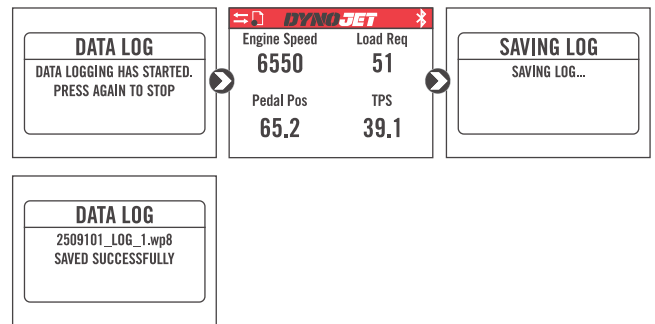 DATA LOG
DATA LOGGING HAS STARTED.
PRESS AGAIN TO STOP
DYNOJET
Engine Speed Load Req
6550 51
Pedal Pos TPS
65.2 39.1
SAVING LOG
SAVING LOG...
DATA LOG
2509101_LOG_1.wp8
SAVED SUCCESSFULLY